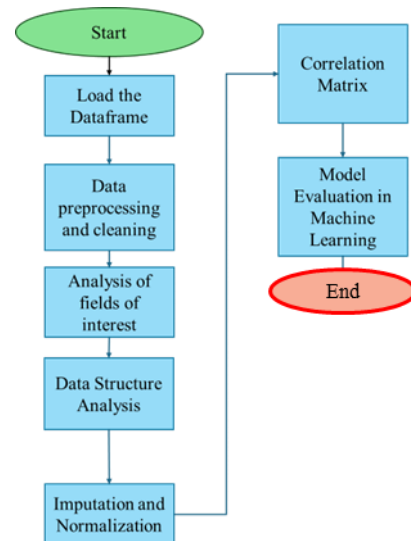 Start
Load the
Dataframe
Data
preprocessing
and cleaning
Analysis of
fields of
interest
Data Structure
Analysis
Imputation and
Normalization
Correlation
Matrix
Model
Evaluation in
Machine
Learning
End